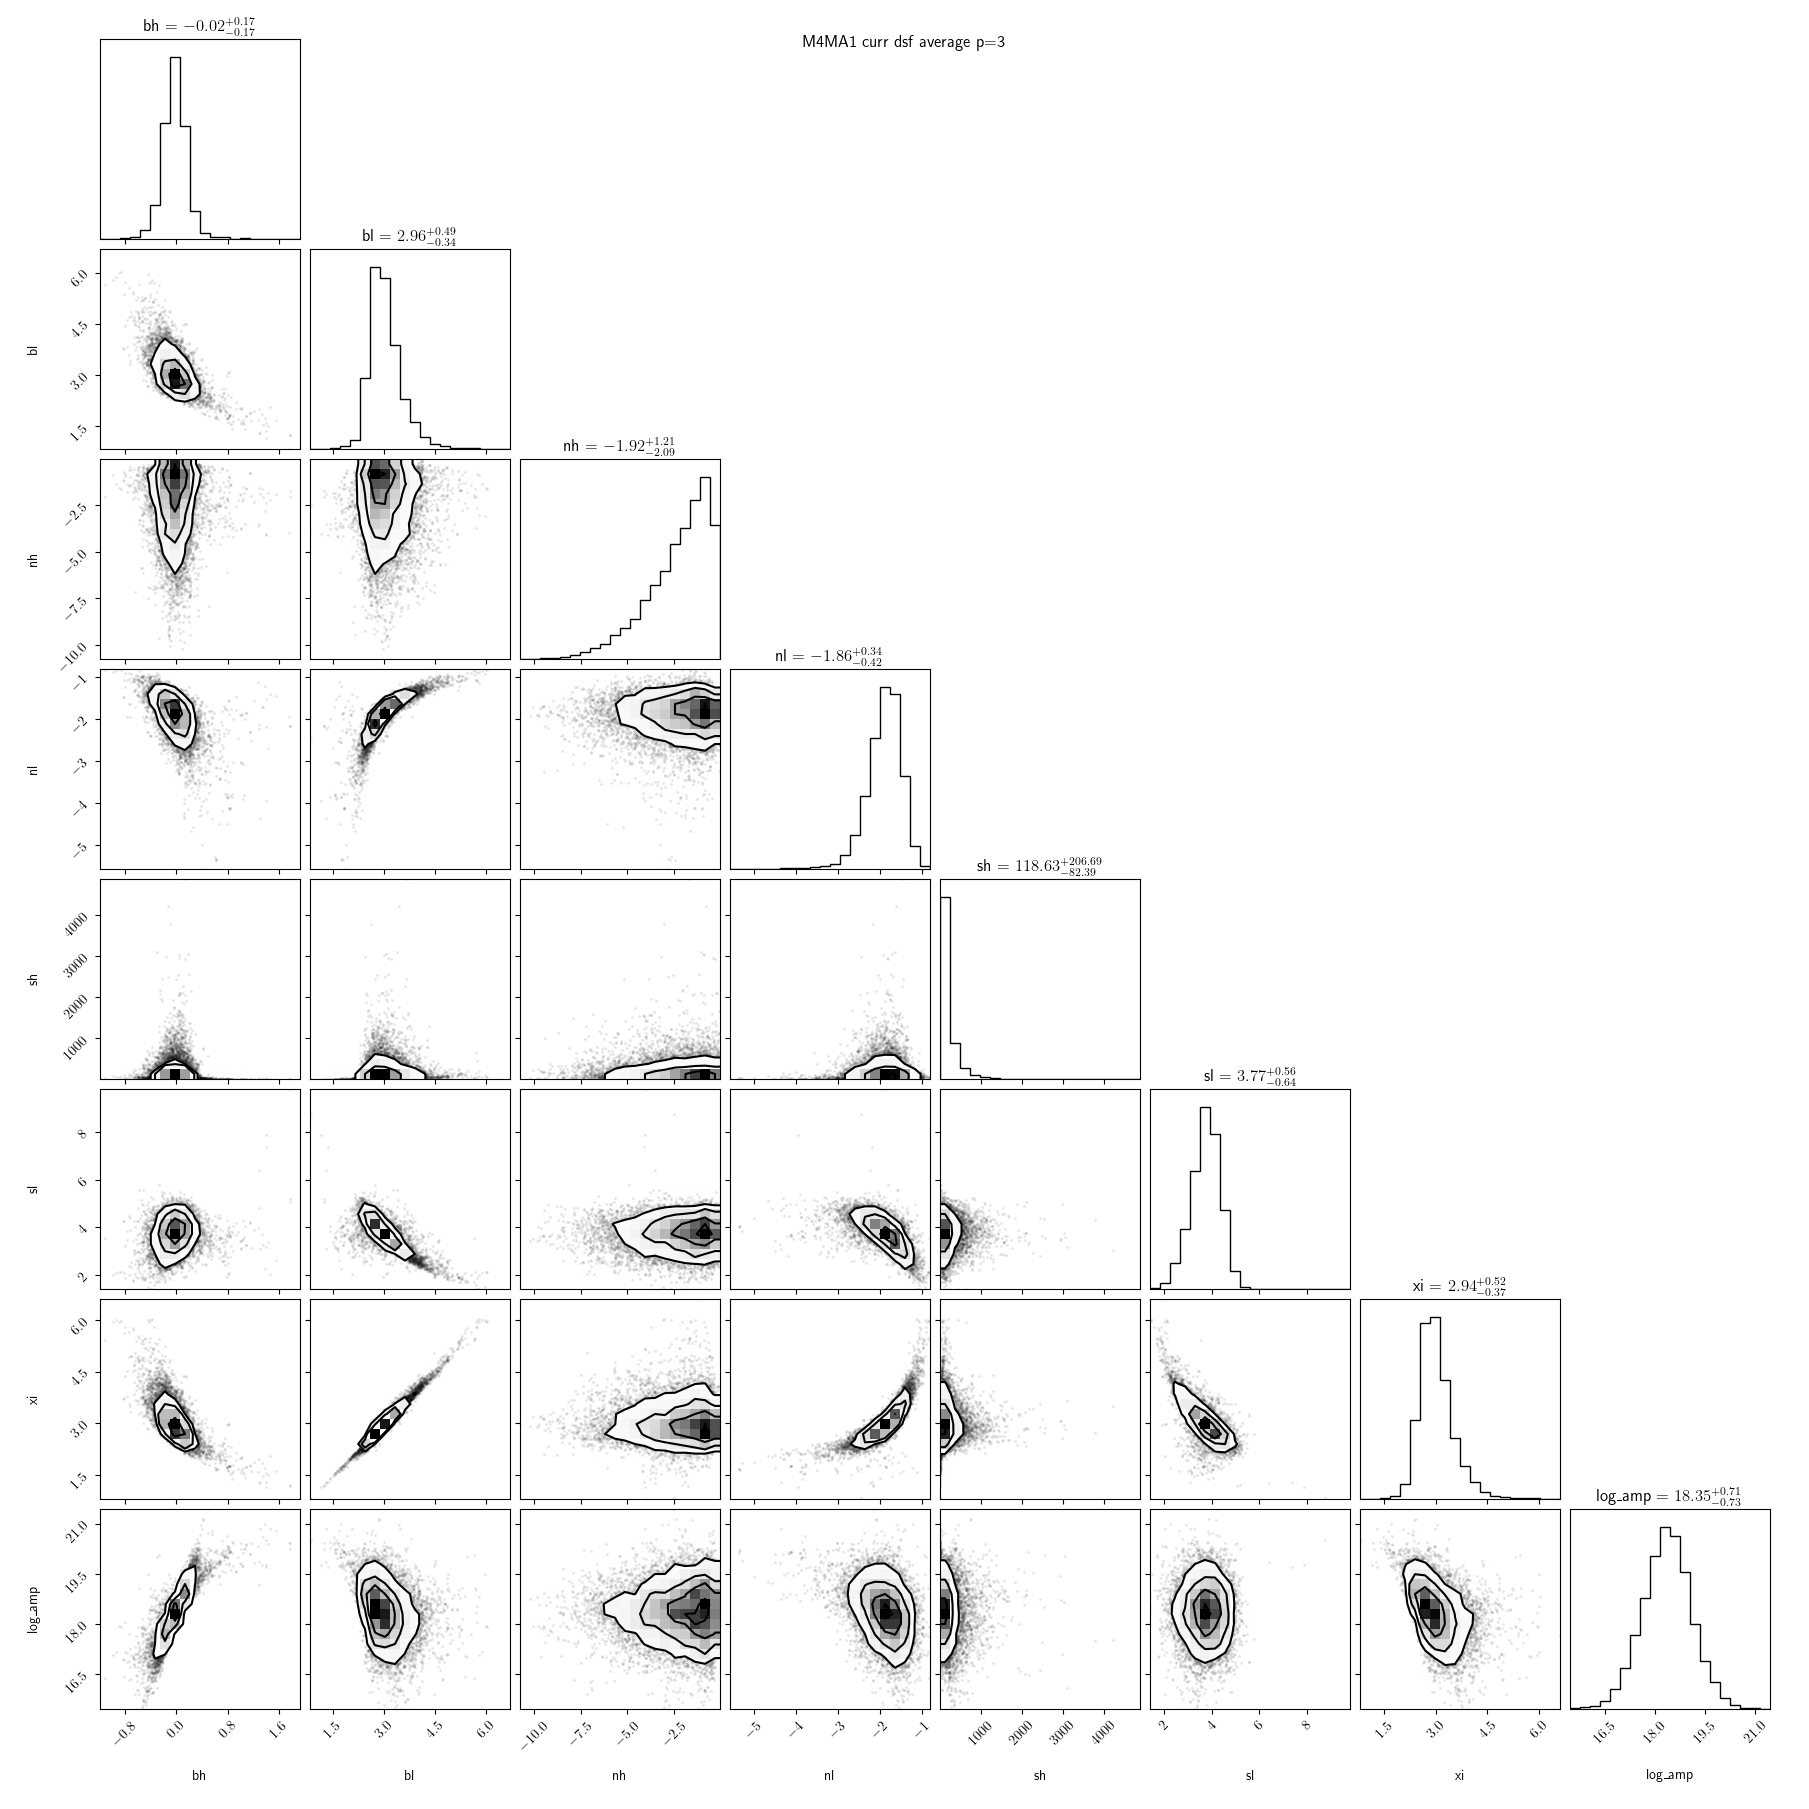 M4MA1 curr dsf average p=3
bh = −0.02+0.17−0.17
bl = 2.96+0.49−0.34
6.0
4.5
3.0
1.5
bl
nh = −1.92+1.21−2.09
−2.5
−5.0
−7.5
−10.0
nh
nl = −1.86+0.34−0.42
−1
−2
−3
−4
−5
nl
sh = 118.63+206.69−82.39
4000
3000
2000
1000
sh
sl = 3.77+0.56−0.64
8
6
4
2
sl
xi = 2.94+0.52−0.37
6.0
4.5
3.0
1.5
xi
log_amp = 18.35+0.71−0.73
21.0
19.5
18.0
16.5
log_amp
−0.8 0.0 0.8 1.6 1.5 3.0 4.5 6.0 −10.0 −7.5 −5.0 −2.5 −5 −4 −3 −2 −1 1000 2000 3000 4000 2 4 6 8 1.5 3.0 4.5 6.0 16.5 18.0 19.5 21.0
bh bl nh nl sh sl xi log_amp